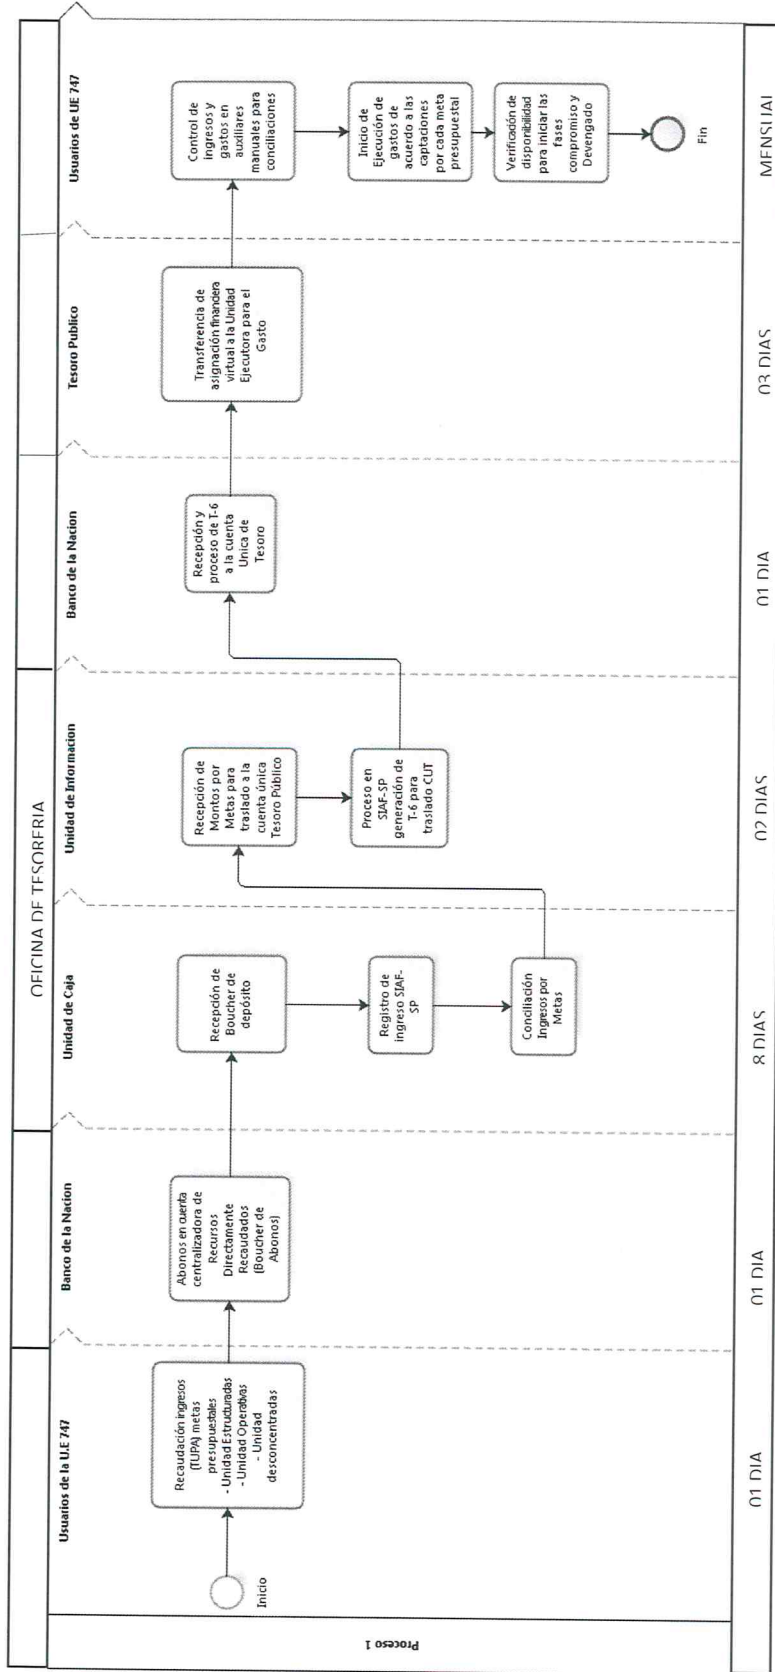 OFICINA DE TESORERIA
Proceso 1
Usuarios de la U.E 747
Inicio
Recaudación ingresos
(TUPA) metas
presupuestales
- Unidad Estructuradas
- Unidad Operativas
- Unidad
desconcentradas
01 DIA
Banco de la Nacion
Abonos en cuenta
centralizadora de
Recursos
Directamente
Recaudados
(Boucher de
Abonos)
01 DIA
Unidad de Caja
Recepción de
Boucher de
depósito
Registro de
ingreso SIAF-
SP
Conciliación
Ingresos por
Metas
8 DIAS
Unidad de Informacion
Recepción de
Montos por
Metas para
traslado a la
cuenta única
Tesoro Público
Proceso en
SIAF-SP
generación de
T-6 para
traslado CUT
02 DIAS
Banco de la Nacion
Recepción y
proceso de T-6
a la cuenta
Unica de
Tesoro
01 DIA
Tesoro Publico
Transferencia de
asignación financiera
virtual a la Unidad
Ejecutora para el
Gasto
03 DIAS
Usuarios de UE 747
Control de
ingresos y
gastos en
auxiliares
manuales para
conciliaciones
Inicio de
Ejecución de
gastos de
acuerdo a las
captaciones
por cada meta
presupuestal
Verificación de
disponibilidad
para iniciar las
fases
compromiso y
Devengado
Fin
MENSUAL